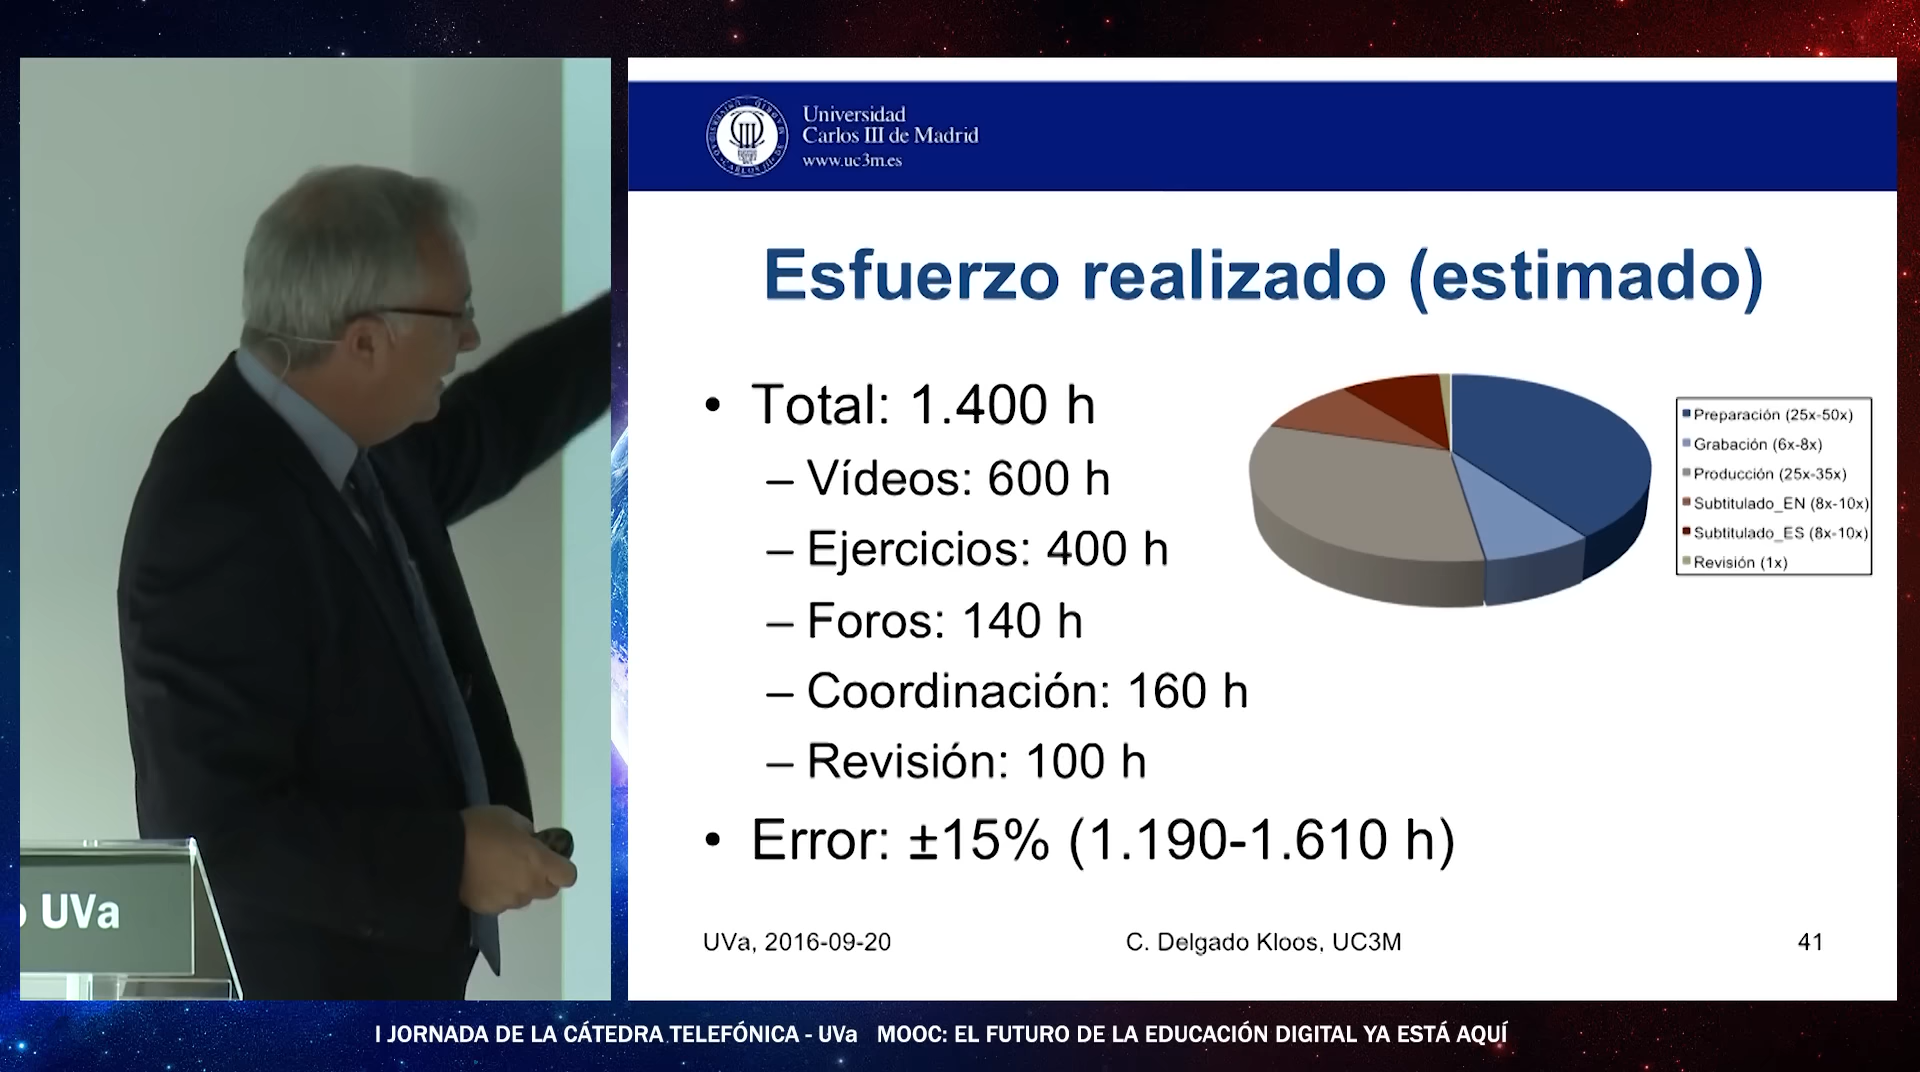 Universidad
Carlos III de Madrid
www.uc3m.es
Esfuerzo realizado (estimado)
• Total: 1.400 h
– Vídeos: 600 h
– Ejercicios: 400 h
– Foros: 140 h
– Coordinación: 160 h
– Revisión: 100 h
• Error: ±15% (1.190-1.610 h)
Preparación (25x-50x)
Grabación (6x-8x)
Producción (25x-35x)
Subtitulado_EN (8x-10x)
Subtitulado_ES (8x-10x)
Revisión (1x)
UVa, 2016-09-20
C. Delgado Kloos, UC3M
41
UVa
I JORNADA DE LA CÁTEDRA TELEFÓNICA - UVa MOOC: EL FUTURO DE LA EDUCACIÓN DIGITAL YA ESTÁ AQUÍ